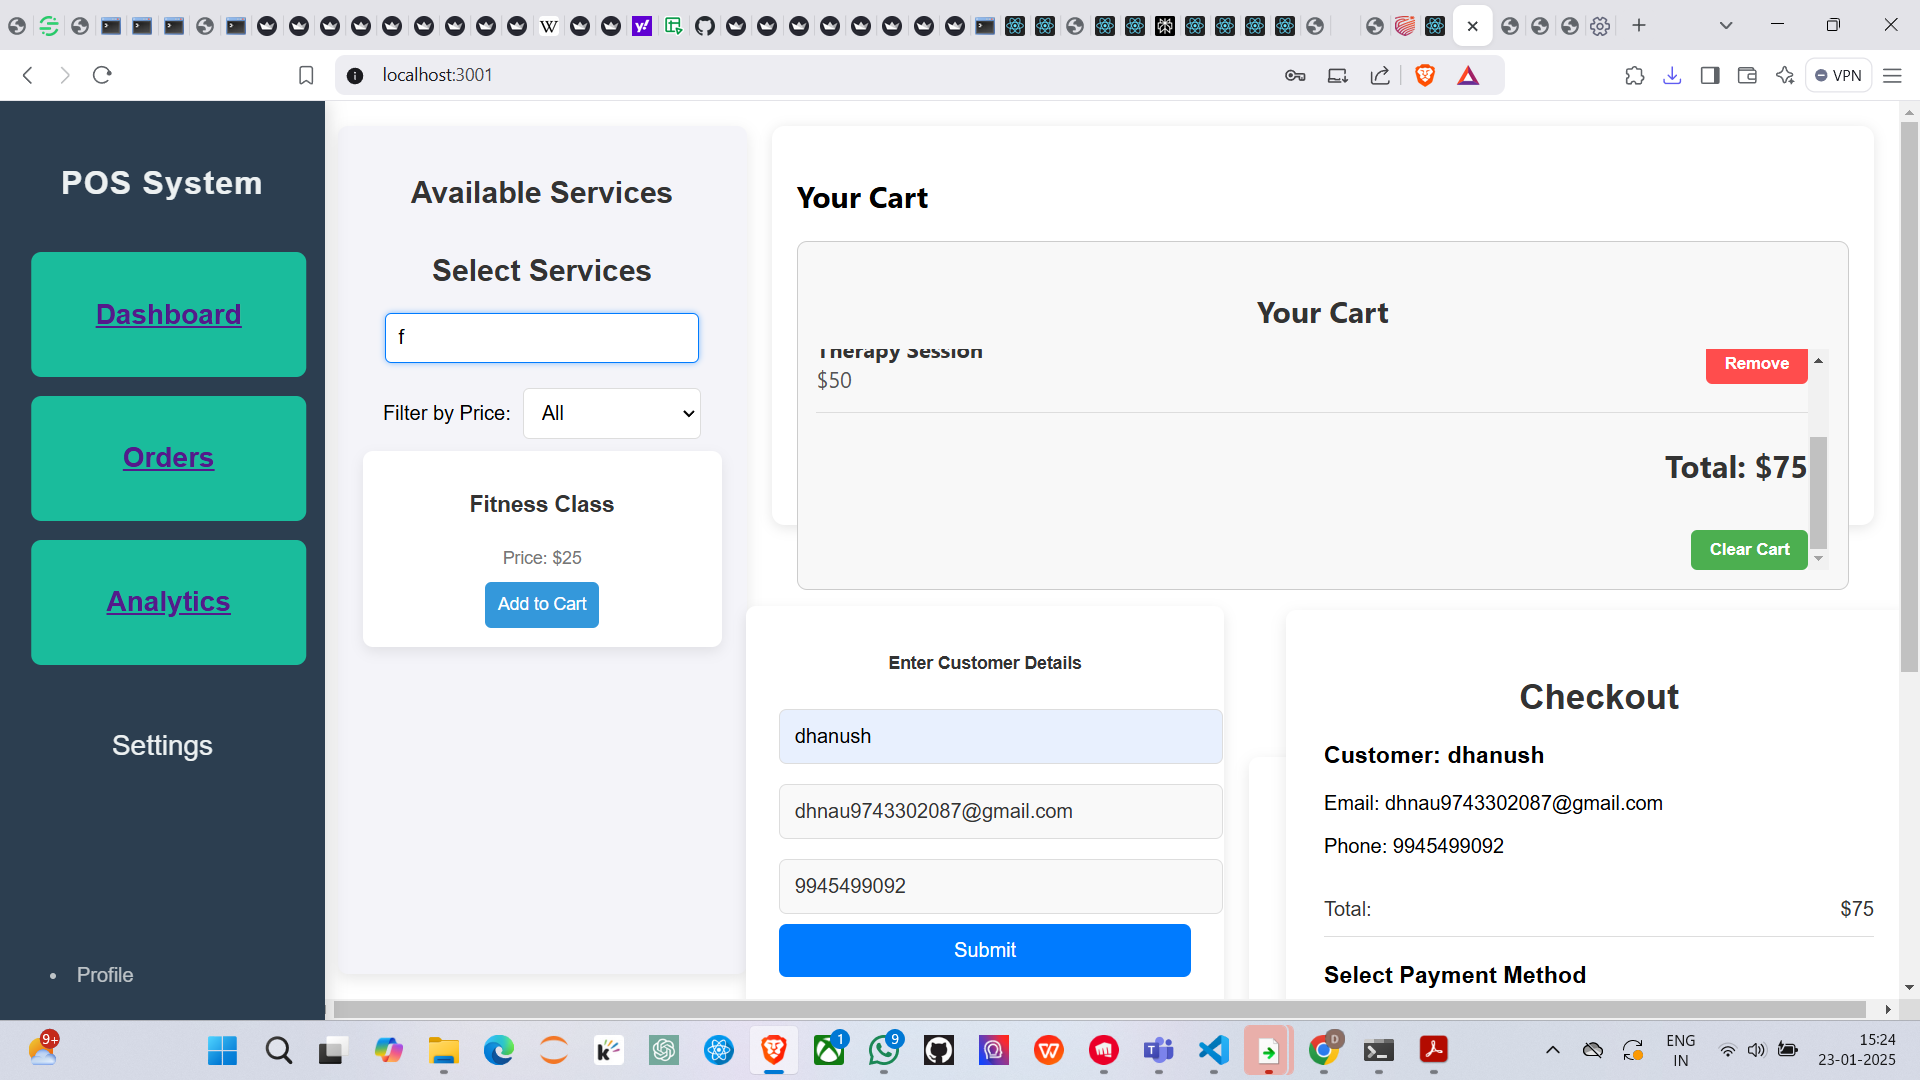 localhost:3001
VPN
POS System
Dashboard
Orders
Analytics
Settings
Profile
Available Services
Select Services
f
Filter by Price: All
Fitness Class
Price: $25
Add to Cart
Your Cart
Your Cart
Therapy Session
$50
Remove
Total: $75
Clear Cart
Enter Customer Details
dhanush
dhnau9743302087@gmail.com
9945499092
Submit
Checkout
Customer: dhanush
Email: dhnau9743302087@gmail.com
Phone: 9945499092
Total: $75
Select Payment Method
9+
1
9
D
ENG
IN
15:24
23-01-2025